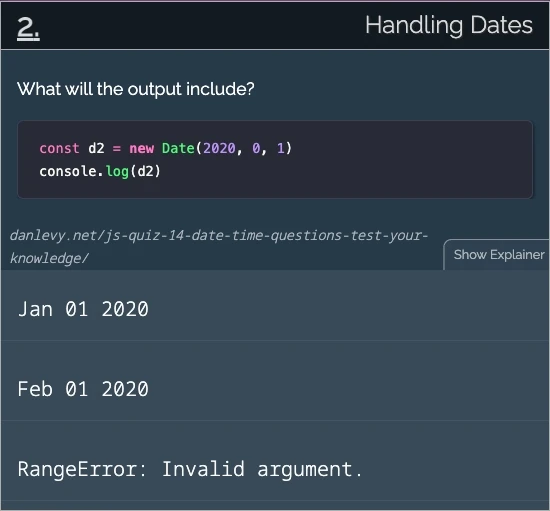 2.
Handling Dates
What will the output include?
const d2 = new Date(2020, 0, 1)
console.log(d2)
danlevy.net/js-quiz-14-date-time-questions-test-your-
knowledge/
Show Explainer
Jan 01 2020
Feb 01 2020
RangeError: Invalid argument.